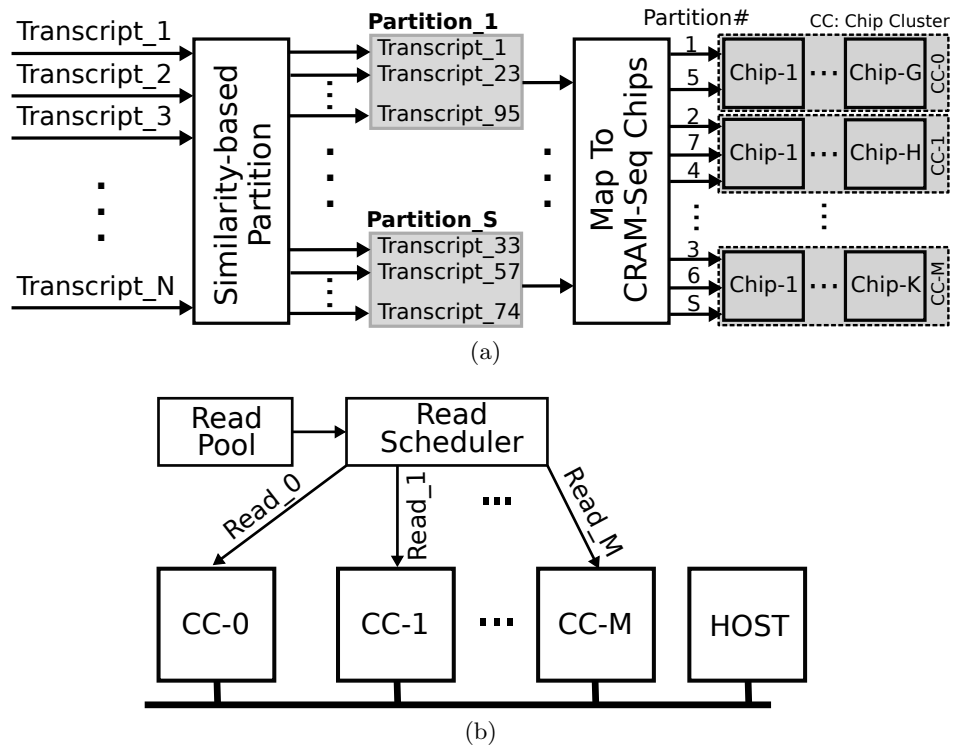 Transcript_1
Transcript_2
Transcript_3
Transcript_N
Similarity-based
Partition
Partition_1
Transcript_1
Transcript_23
Transcript_95
Partition_S
Transcript_33
Transcript_57
Transcript_74
Map To
CRAM-Seq Chips
Partition#
1
5
2
7
4
3
6
S
CC: Chip Cluster
Chip-1
Chip-G
CC-0
Chip-1
Chip-H
CC-1
Chip-1
Chip-K
CC-M
(a)
Read
Pool
Read
Scheduler
Read_0
Read_1
Read_M
CC-0
CC-1
CC-M
HOST
(b)